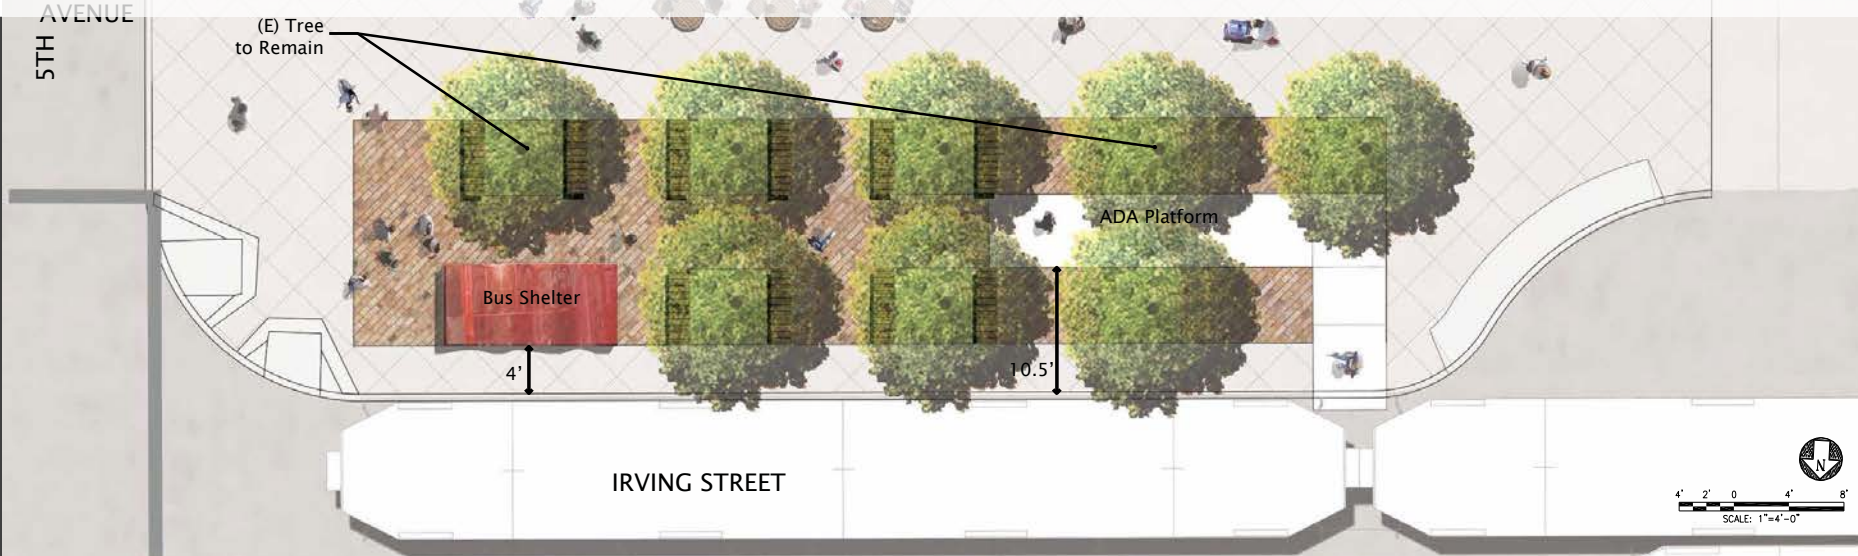 AVENUE
5TH
(E) Tree
to Remain
ADA Platform
Bus Shelter
4'
10.5'
IRVING STREET
N
4' 2' 0 4' 8'
SCALE: 1"=4'-0"